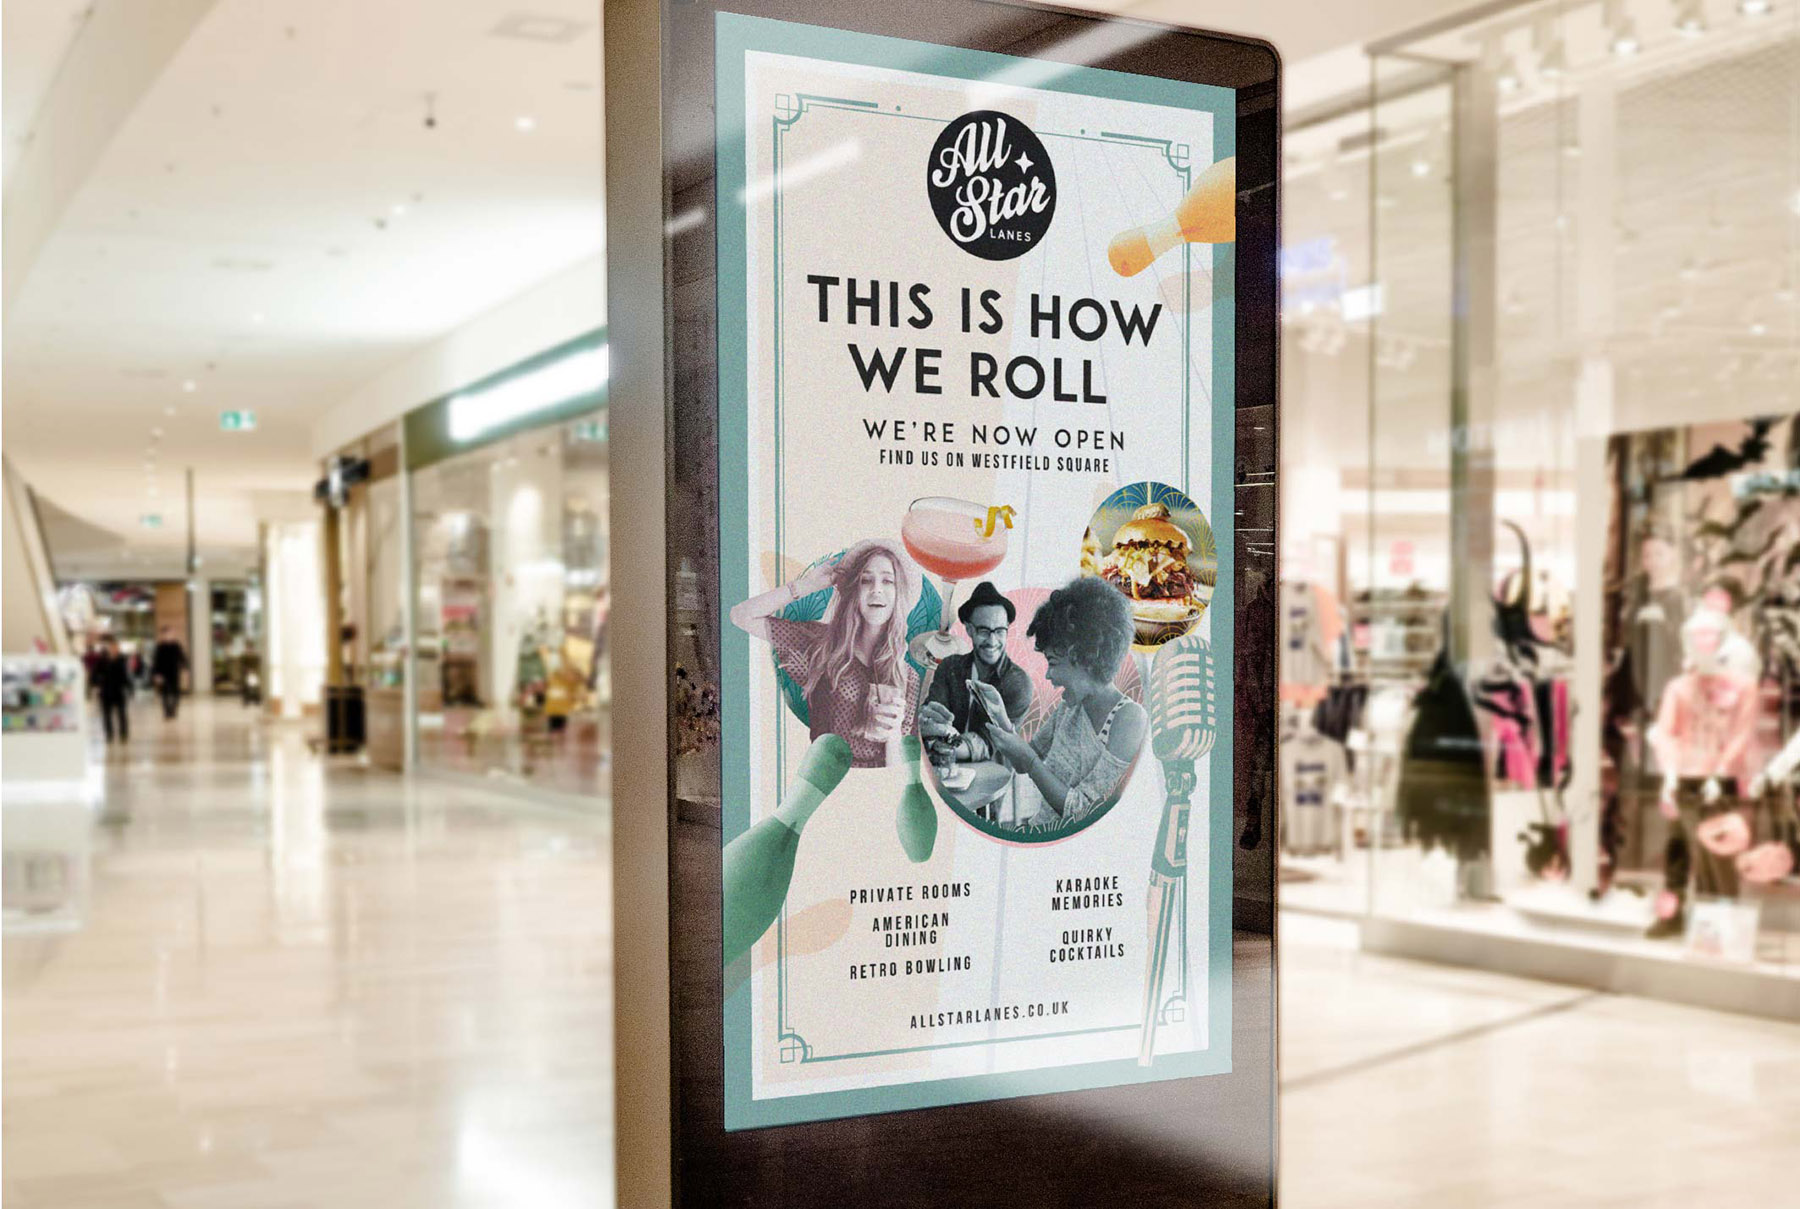 All
Star
LANES
THIS IS HOW
WE ROLL
WE'RE NOW OPEN
FIND US ON WESTFIELD SQUARE
PRIVATE ROOMS
AMERICAN
DINING
RETRO BOWLING
KARAOKE
MEMORIES
QUIRKY
COCKTAILS
ALLSTARLANES.CO.UK